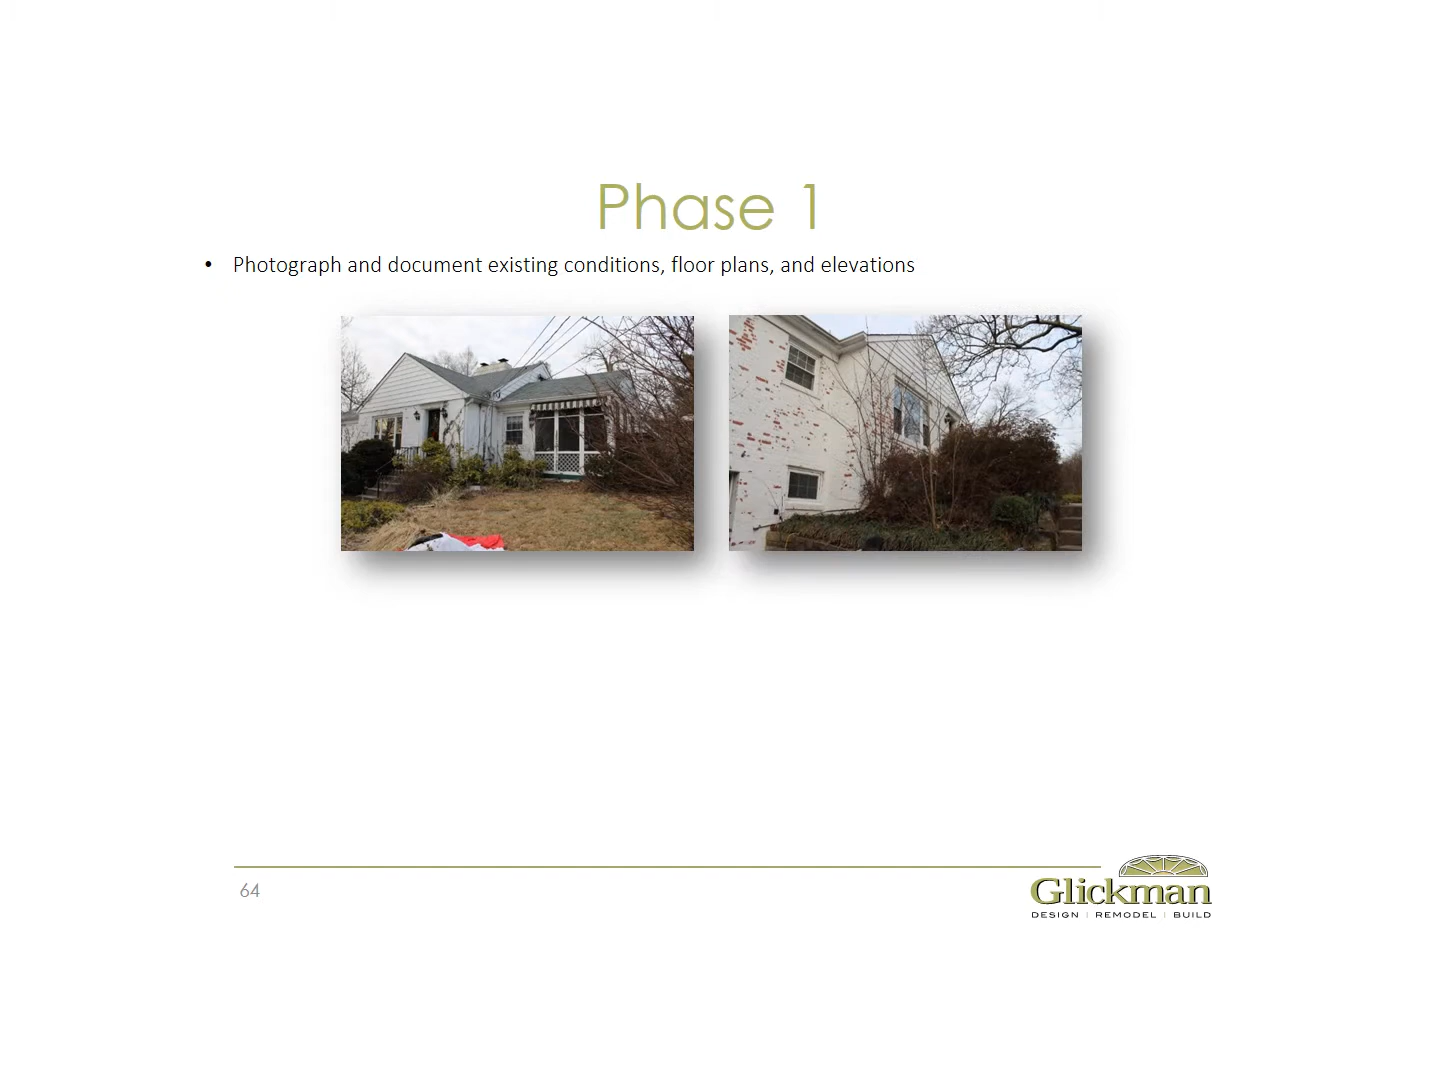 Phase 1
• Photograph and document existing conditions, floor plans, and elevations
64
Glickman
DESIGN | REMODEL | BUILD